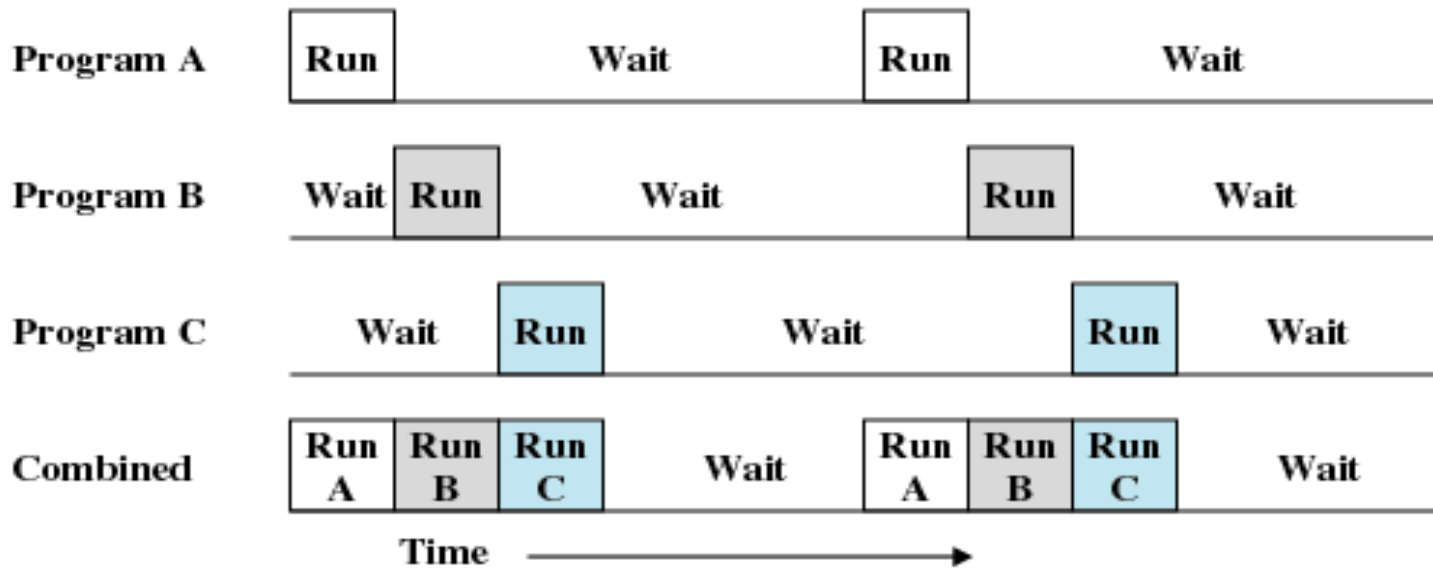 Program A Run Wait Run Wait
Program B Wait Run Wait Run Wait
Program C Wait Run Wait Run Wait
Combined Run A Run B Run C Wait Run A Run B Run C Wait
Time